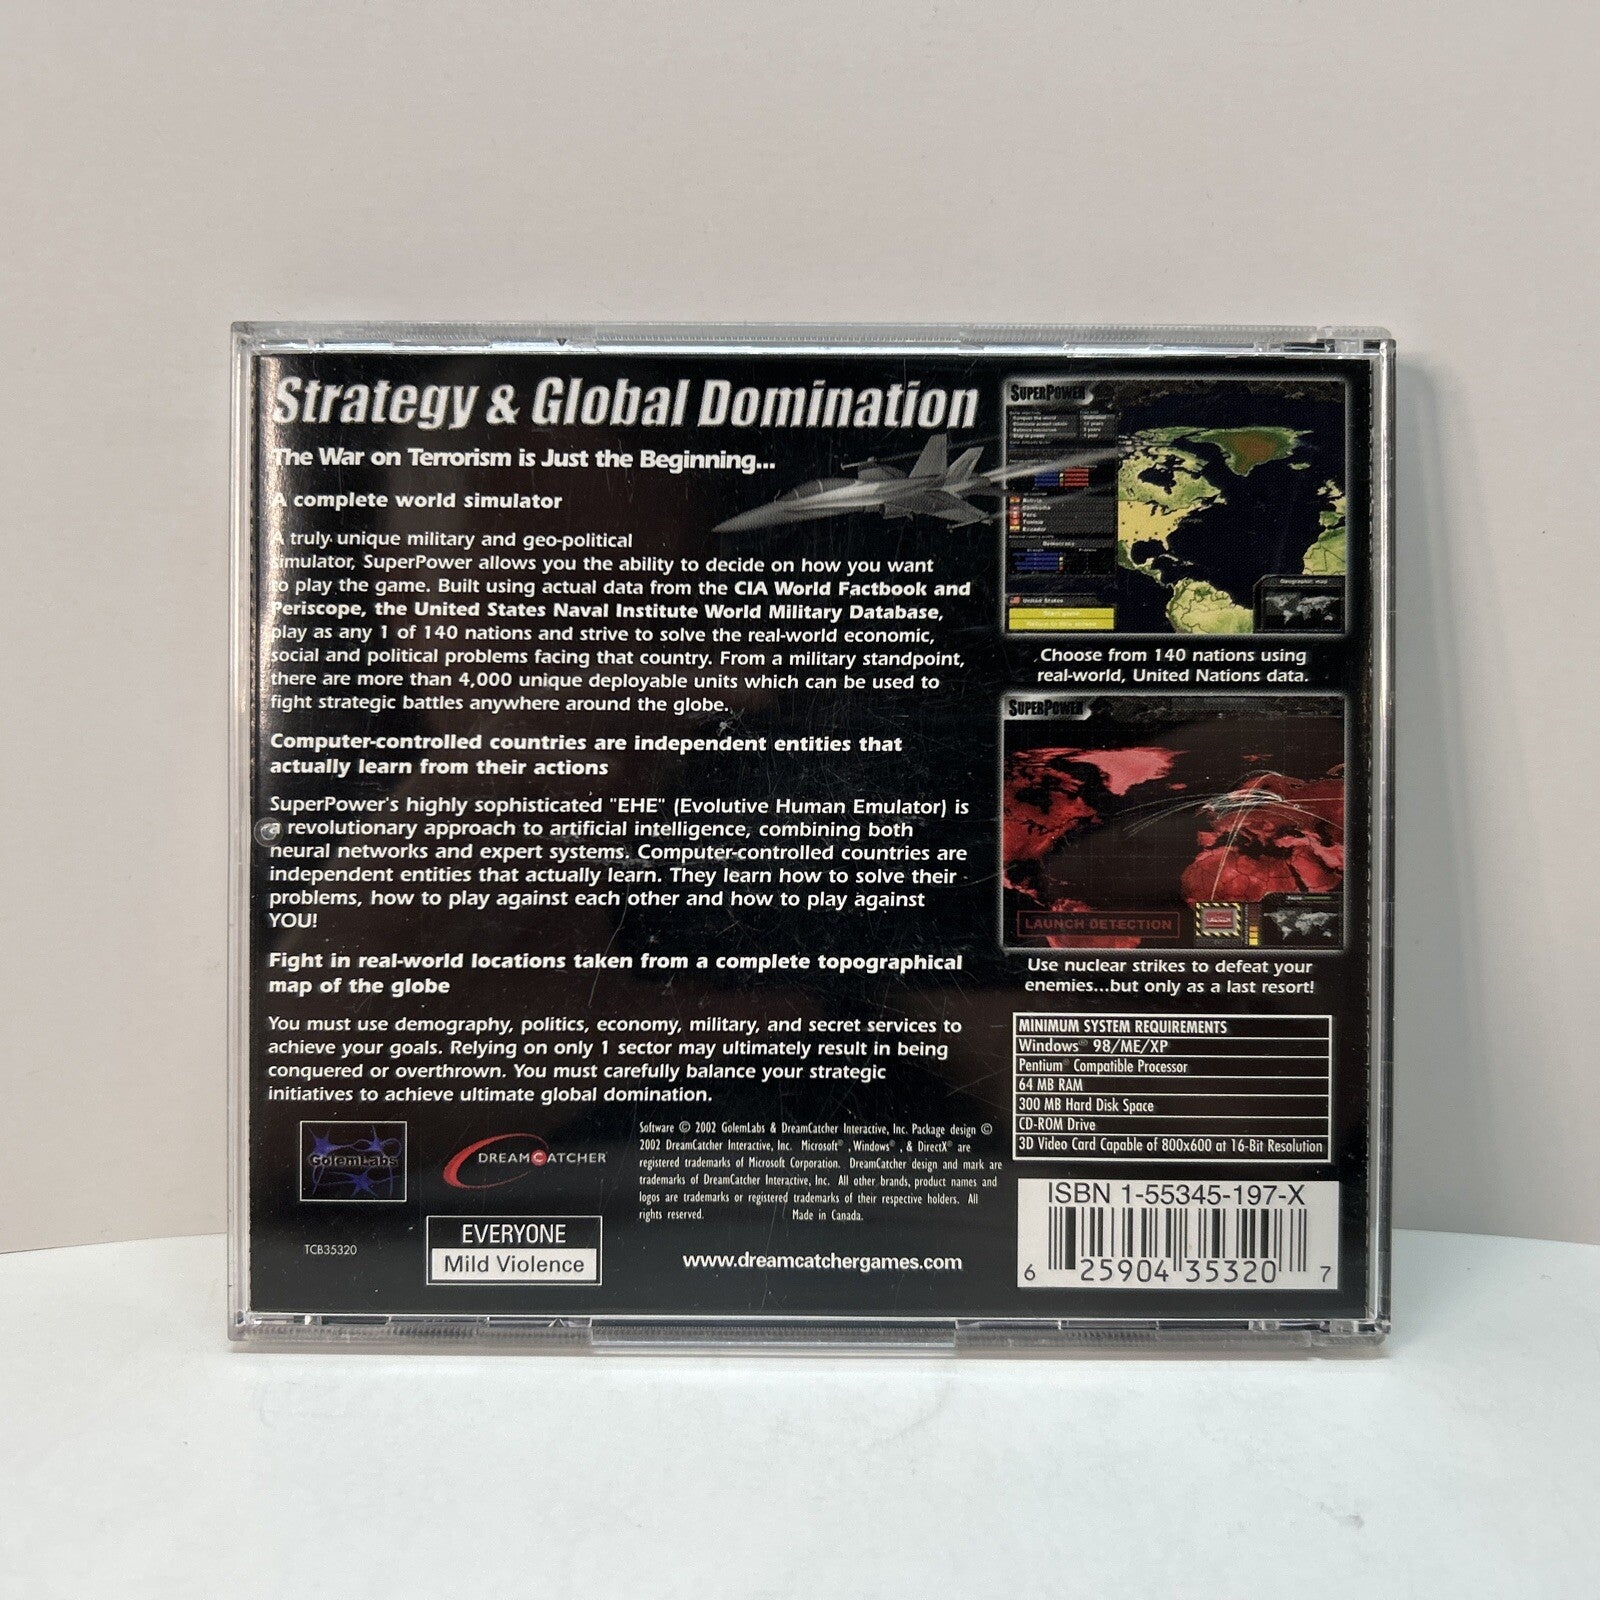 Strategy & Global Domination
The War on Terrorism is Just the Beginning...
A complete world simulator
A truly unique military and geo-political
simulator, SuperPower allows you the ability to decide on how you want
to play the game. Built using actual data from the CIA World Factbook and
Periscope, the United States Naval Institute World Military Database,
play as any 1 of 140 nations and strive to solve the real-world economic,
social and political problems facing that country. From a military standpoint,
there are more than 4,000 unique deployable units which can be used to
fight strategic battles anywhere around the globe.
Computer-controlled countries are independent entities that
actually learn from their actions
SuperPower's highly sophisticated "EHE" (Evolutive Human Emulator) is
a revolutionary approach to artificial intelligence, combining both
neural networks and expert systems. Computer-controlled countries are
independent entities that actually learn. They learn how to solve their
problems, how to play against each other and how to play against
YOU!
Fight in real-world locations taken from a complete topographical
map of the globe
You must use demography, politics, economy, military, and secret services to
achieve your goals. Relying on only 1 sector may ultimately result in being
conquered or overthrown. You must carefully balance your strategic
initiatives to achieve ultimate global domination.
GolemLabs
DREAMCATCHER
TCB35320
EVERYONE
Mild Violence
Software © 2002 GolemLabs & DreamCatcher Interactive, Inc. Package design ©
2002 DreamCatcher Interactive, Inc. Microsoft®, Windows®, & DirectX® are
registered trademarks of Microsoft Corporation. DreamCatcher design and mark are
trademarks of DreamCatcher Interactive, Inc. All other brands, product names and
logos are trademarks or registered trademarks of their respective holders. All
rights reserved. Made in Canada.
www.dreamcatchergames.com
SUPERPOWER
Democracy
United States
Start game
Geographic map
Choose from 140 nations using
real-world, United Nations data.
SUPERPOWER
LAUNCH DETECTION
LAUNCH
Use nuclear strikes to defeat your
enemies...but only as a last resort!
MINIMUM SYSTEM REQUIREMENTS
Windows® 98/ME/XP
Pentium® Compatible Processor
64 MB RAM
300 MB Hard Disk Space
CD-ROM Drive
3D Video Card Capable of 800x600 at 16-Bit Resolution
ISBN 1-55345-197-X
6 25904 35320 7